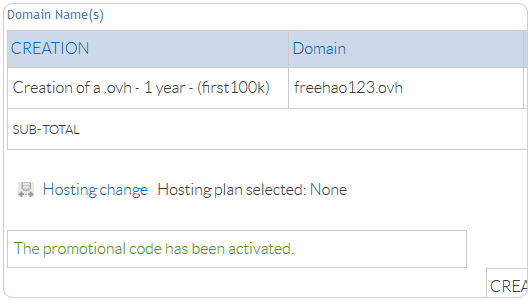 Domain Name(s)
CREATION Domain
Creation of a .ovh - 1 year - (first100k) freehao123.ovh
SUB-TOTAL
Hosting change Hosting plan selected: None
The promotional code has been activated.
CREA